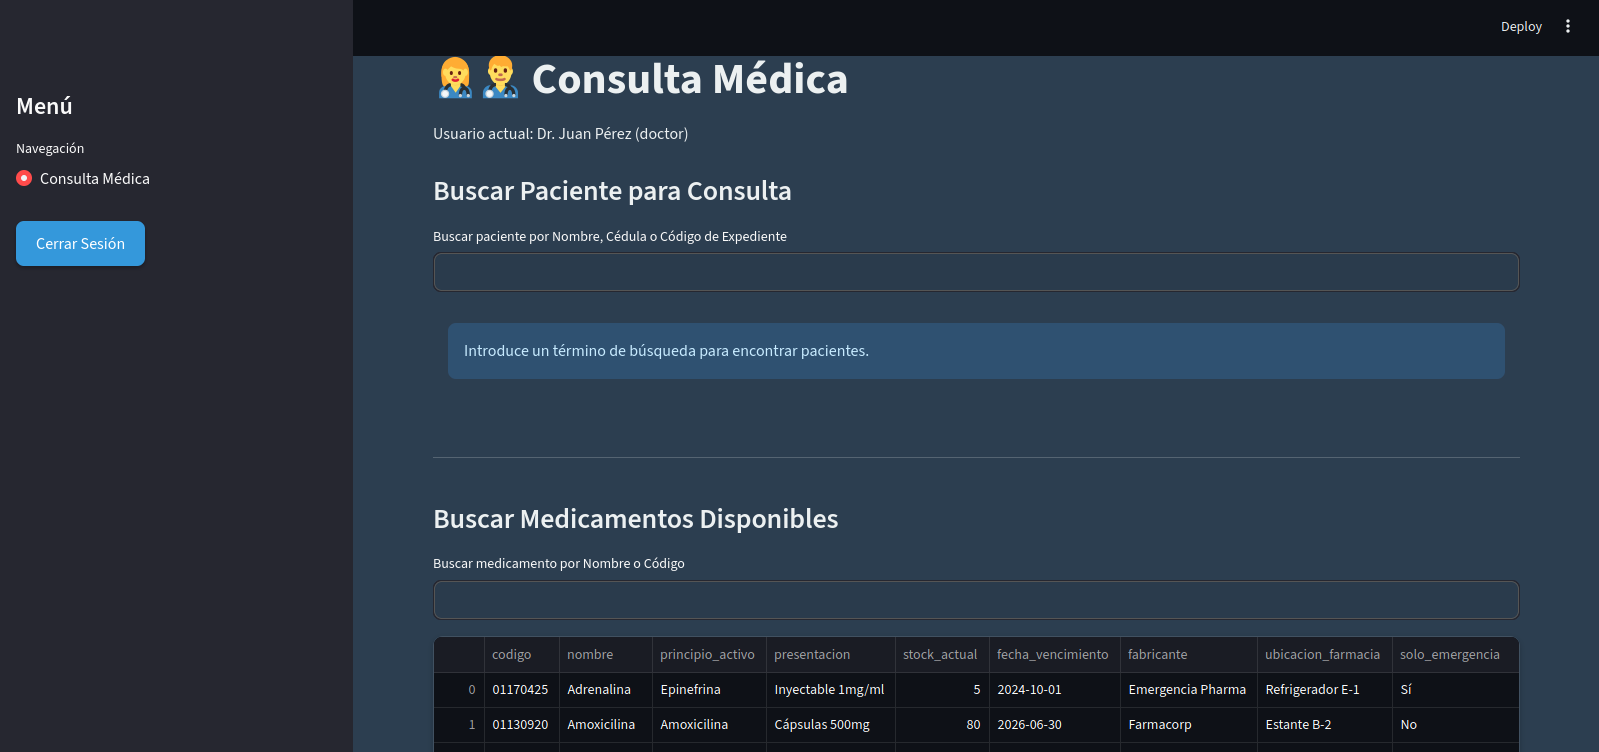 Deploy
Menú
Navegación
Consulta Médica
Cerrar Sesión
Consulta Médica
Usuario actual: Dr. Juan Pérez (doctor)
Buscar Paciente para Consulta
Buscar paciente por Nombre, Cédula o Código de Expediente
Introduce un término de búsqueda para encontrar pacientes.
Buscar Medicamentos Disponibles
Buscar medicamento por Nombre o Código
codigo nombre principio_activo presentacion stock_actual fecha_vencimiento fabricante ubicacion_farmacia solo_emergencia
0 01170425 Adrenalina Epinefrina Inyectable 1mg/ml 5 2024-10-01 Emergencia Pharma Refrigerador E-1 Sí
1 01130920 Amoxicilina Amoxicilina Cápsulas 500mg 80 2026-06-30 Farmacorp Estante B-2 No